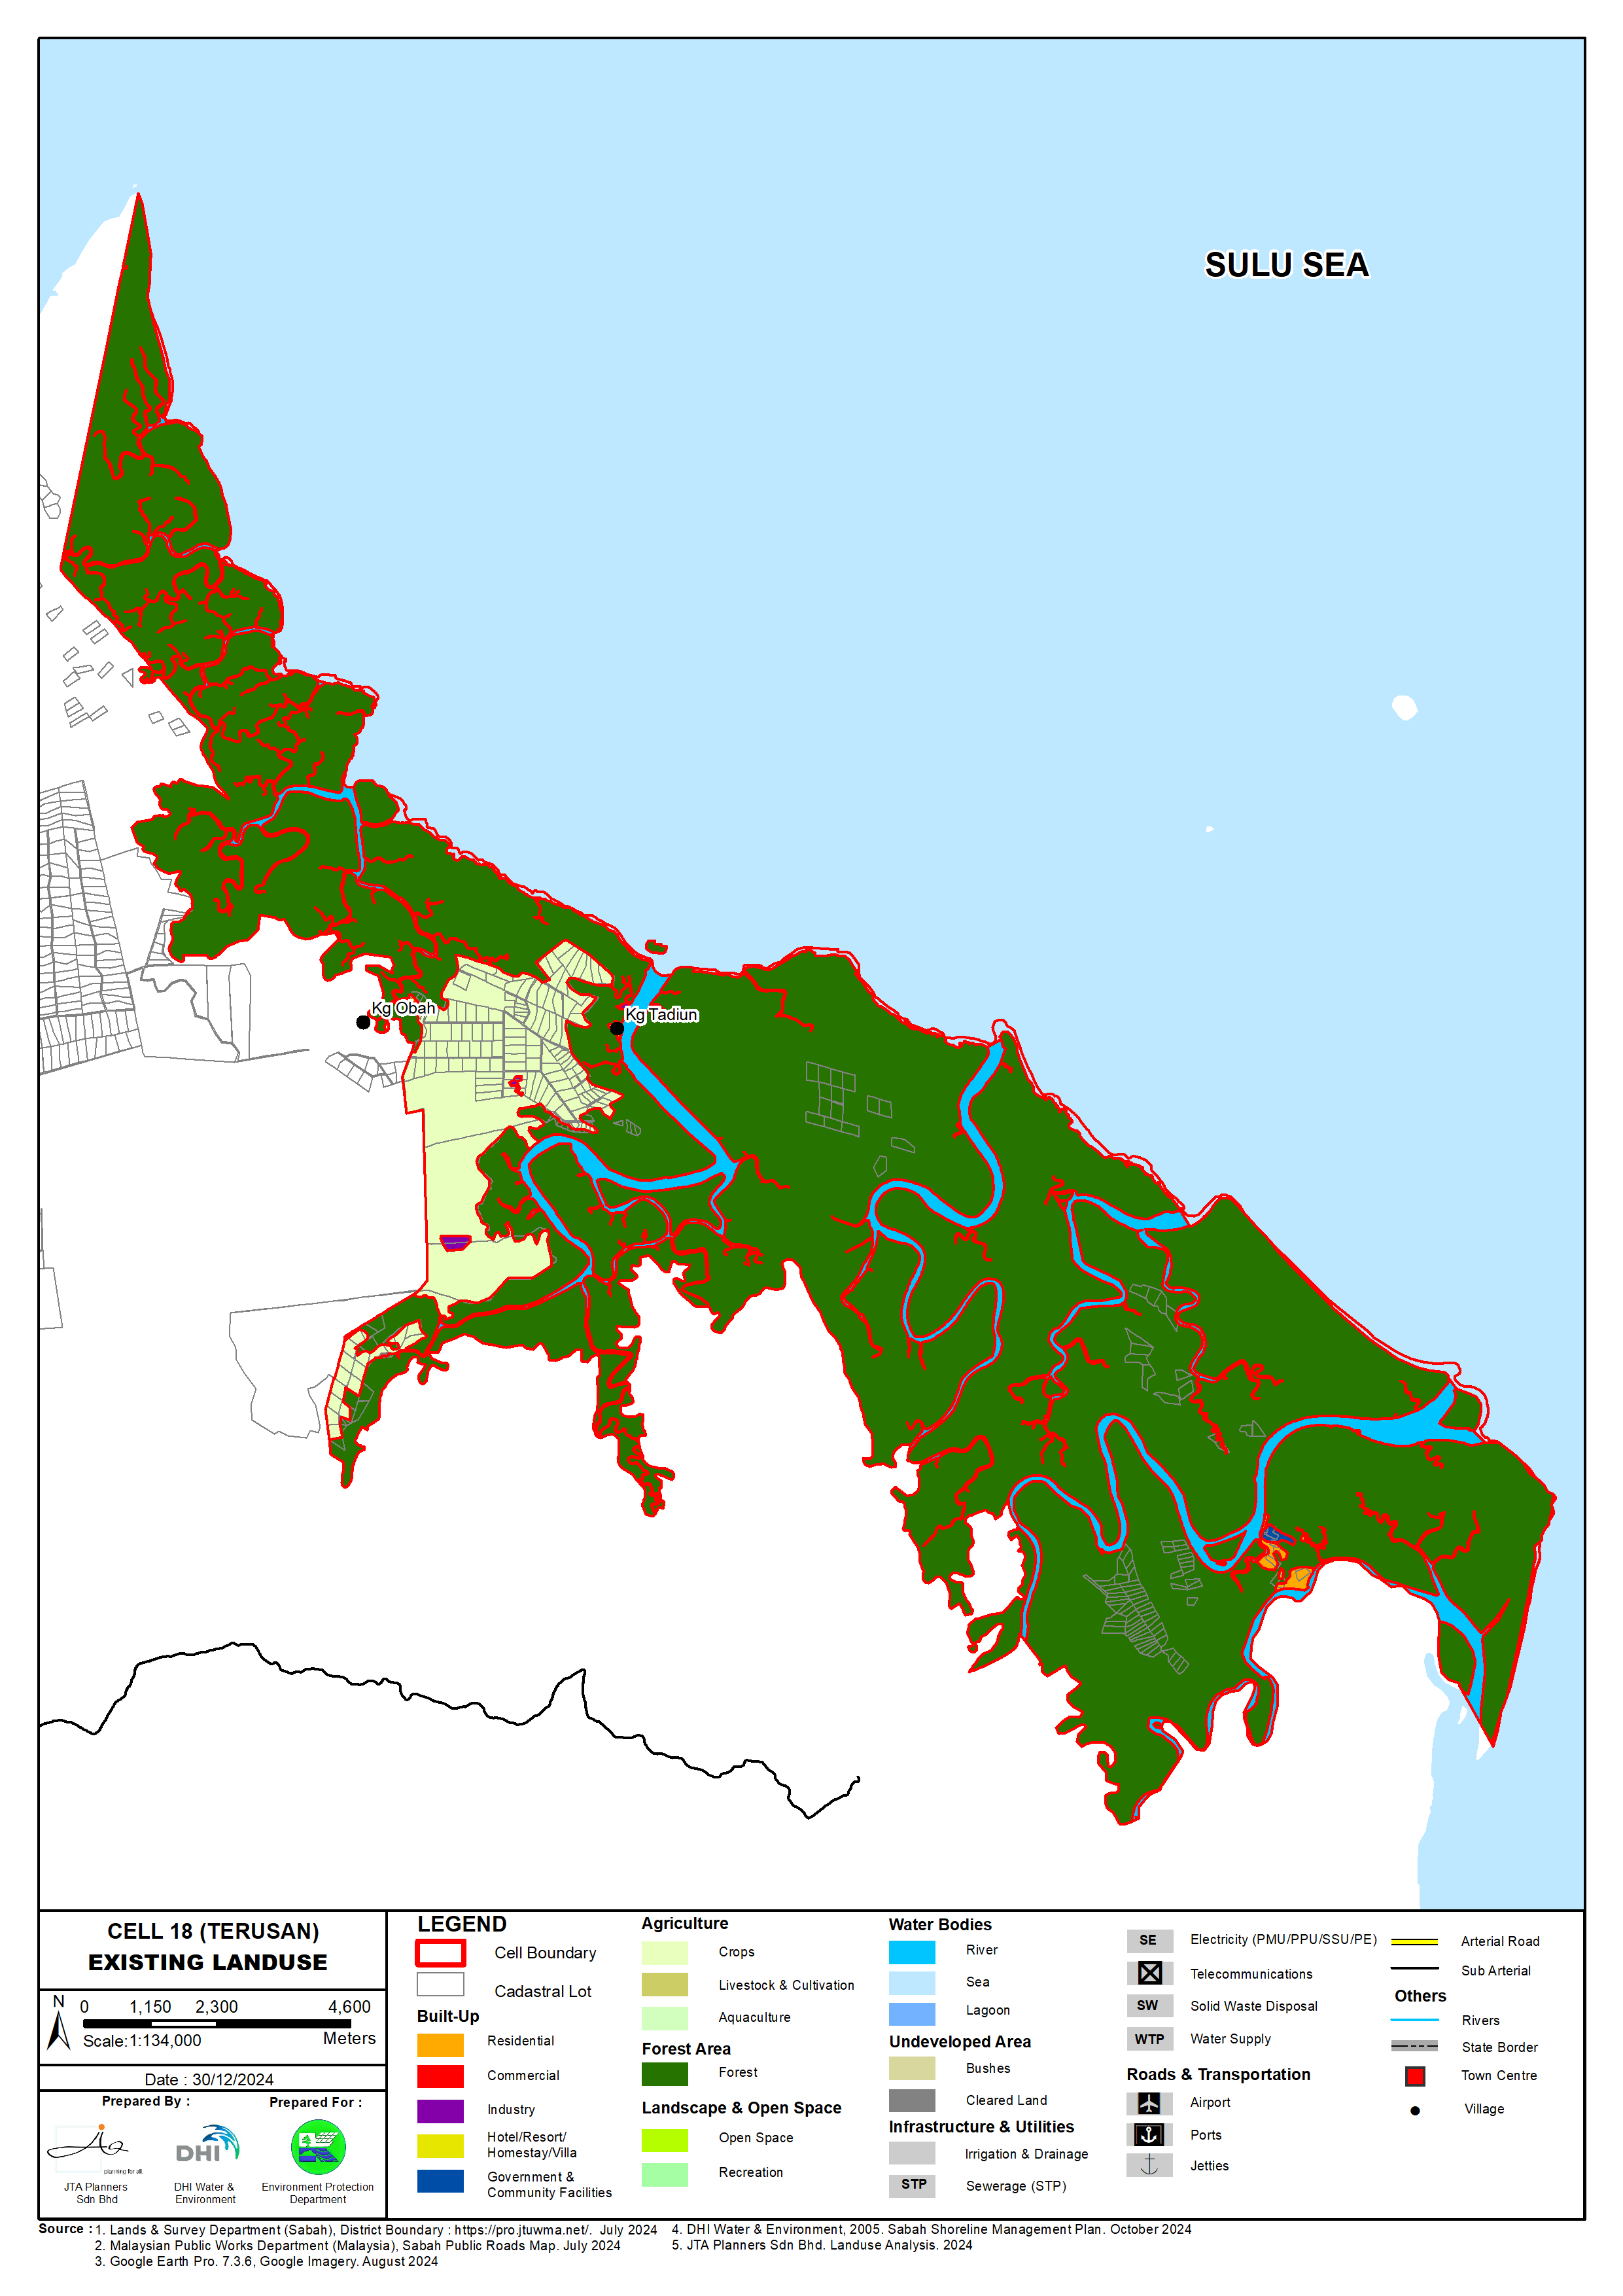 SULU SEA
Kg Obah
Kg Tadiun
CELL 18 (TERUSAN)
EXISTING LANDUSE
N
0 1,150 2,300 4,600
Scale:1:134,000 Meters
Date : 30/12/2024
Prepared By :
Prepared For :
planning for all.
DHI
JTA Planners
Sdn Bhd
DHI Water &
Environment
Environment Protection
Department
LEGEND
Cell Boundary
Cadastral Lot
Built-Up
Residential
Commercial
Industry
Hotel/Resort/
Homestay/Villa
Government &
Community Facilities
Agriculture
Crops
Livestock & Cultivation
Aquaculture
Forest Area
Forest
Landscape & Open Space
Open Space
Recreation
Water Bodies
River
Sea
Lagoon
Undeveloped Area
Bushes
Cleared Land
Infrastructure & Utilities
Irrigation & Drainage
STP Sewerage (STP)
SE Electricity (PMU/PPU/SSU/PE)
Telecommunications
SW Solid Waste Disposal
WTP Water Supply
Roads & Transportation
Airport
Ports
Jetties
Arterial Road
Sub Arterial
Others
Rivers
State Border
Town Centre
Village
Source : 1. Lands & Survey Department (Sabah), District Boundary : https://pro.jtuwma.net/. July 2024
2. Malaysian Public Works Department (Malaysia), Sabah Public Roads Map. July 2024
3. Google Earth Pro. 7.3.6, Google Imagery. August 2024
4. DHI Water & Environment, 2005. Sabah Shoreline Management Plan. October 2024
5. JTA Planners Sdn Bhd. Landuse Analysis. 2024